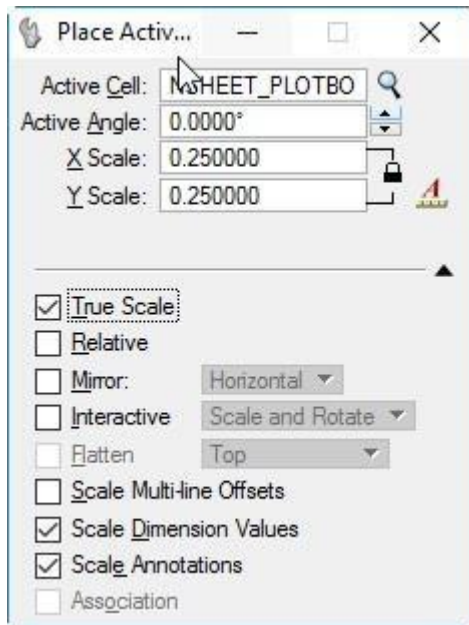 Place Activ...
Active Cell: NSHEET_PLOTBO
Active Angle: 0.0000°
X Scale: 0.250000
Y Scale: 0.250000
A
True Scale
Relative
Mirror: Horizontal
Interactive Scale and Rotate
Flatten Top
Scale Multi-line Offsets
Scale Dimension Values
Scale Annotations
Association